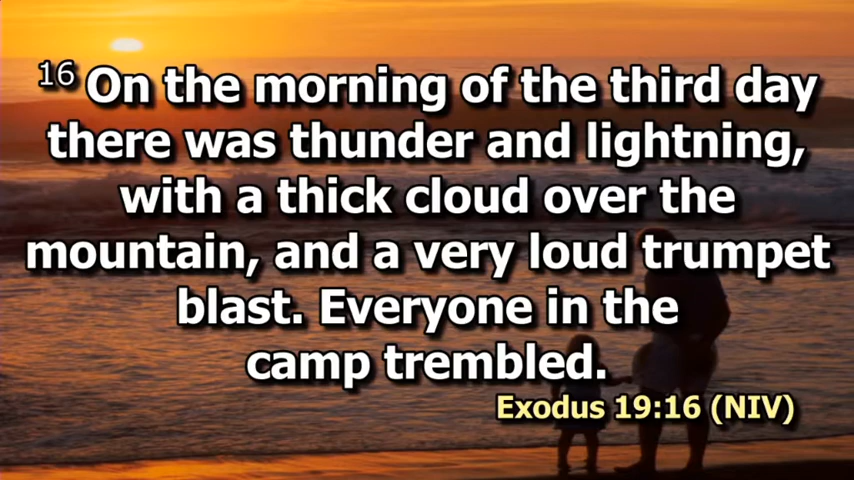 16 On the morning of the third day
there was thunder and lightning,
with a thick cloud over the
mountain, and a very loud trumpet
blast. Everyone in the
camp trembled.
Exodus 19:16 (NIV)